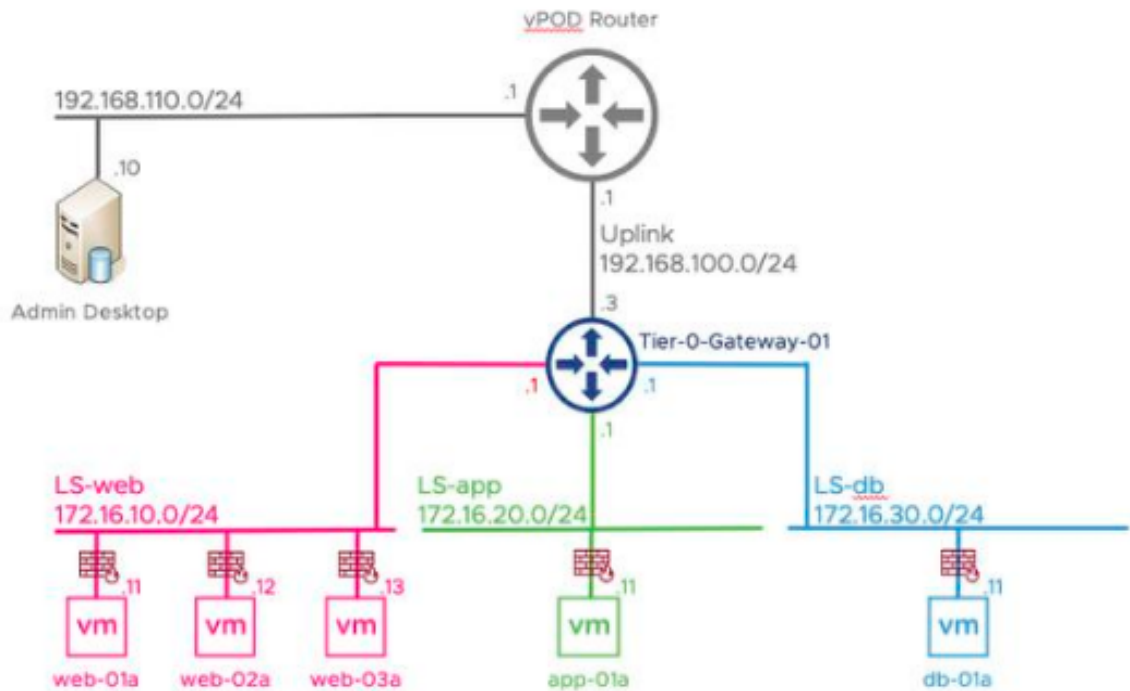 vPOD Router
192.168.110.0/24
.1
.10
.1
Uplink
192.168.100.0/24
Admin Desktop
.3
Tier-0-Gateway-01
.1
.1
.1
LS-web
172.16.10.0/24
LS-app
172.16.20.0/24
LS-db
172.16.30.0/24
.11
.12
.13
.11
.11
vm
vm
vm
vm
vm
web-01a
web-02a
web-03a
app-01a
db-01a